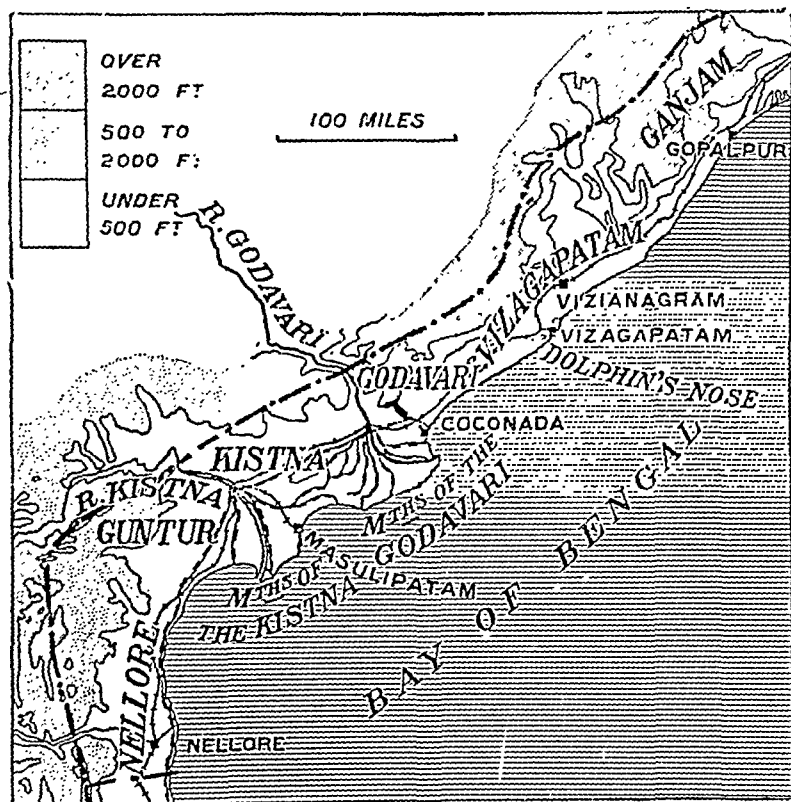 OVER
2000 FT
500 TO
2000 FT
UNDER
500 FT
100 MILES
GANJAM
GOPALPUR
R. GODAVARI
VIZAGAPATAM
VIZIANAGRAM
VIZAGAPATAM
DOLPHIN'S NOSE
GODAVARI
COCONADA
KISTNA
MTHS OF THE
GODAVARI
R. KISTNA
GUNTUR
MASULIPATAM
MTHS OF
THE KISTNA
BAY OF BENGAL
NELLORE
NELLORE